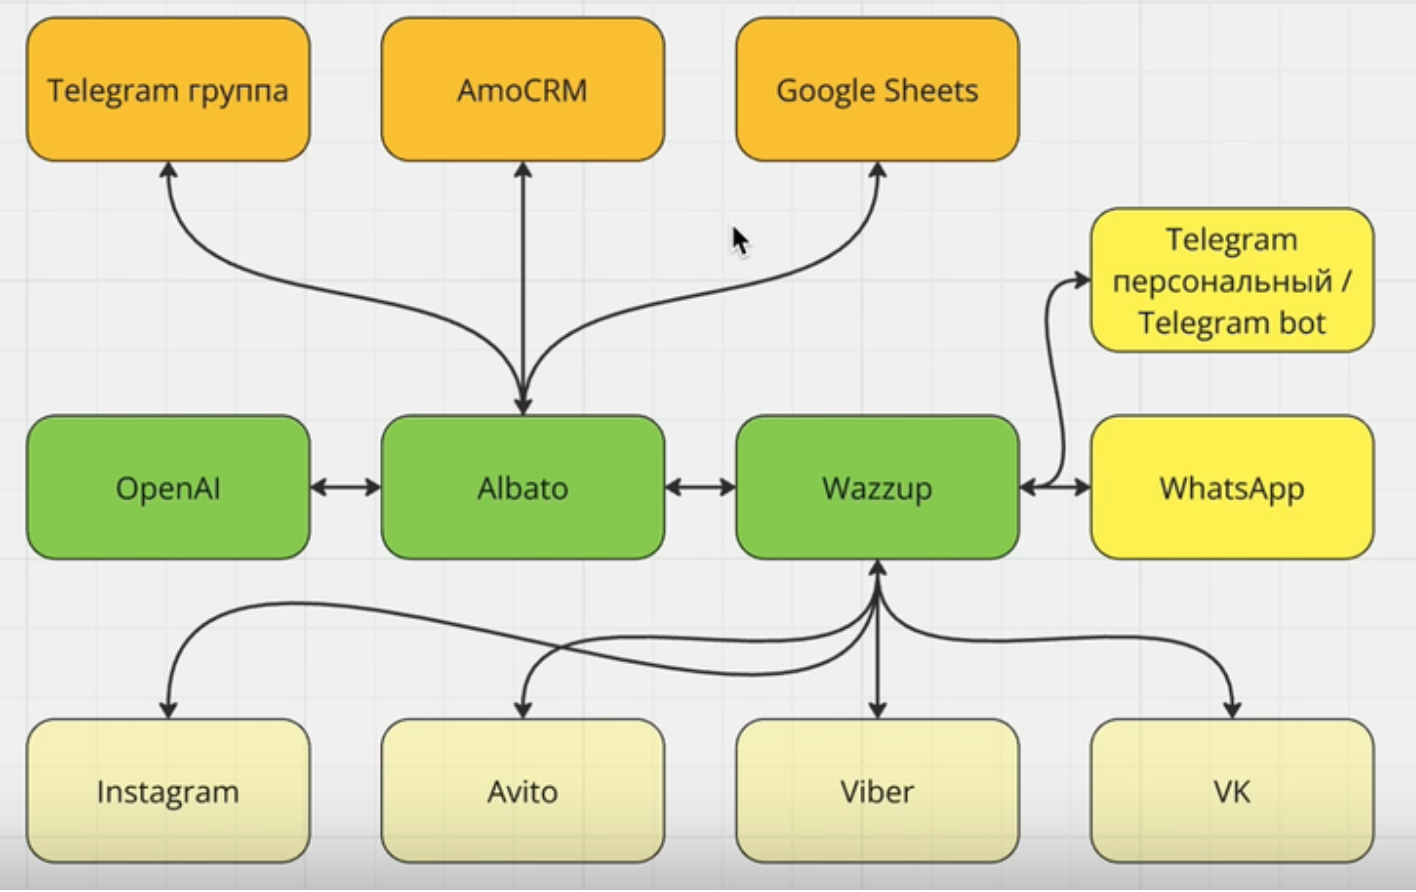 Telegram группа
AmoCRM
Google Sheets
Telegram
персональный /
Telegram bot
OpenAI
Albato
Wazzup
WhatsApp
Instagram
Avito
Viber
VK